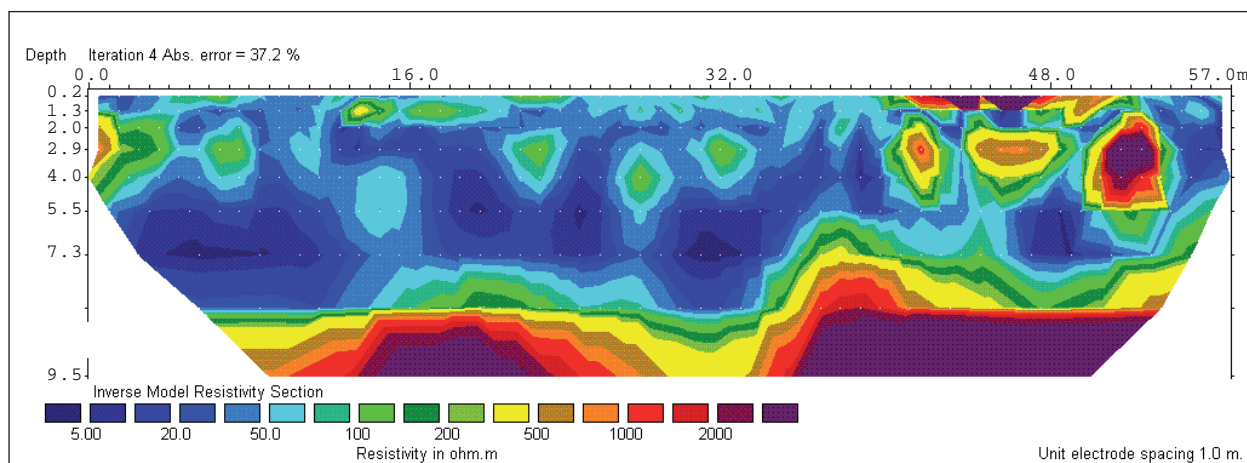 Depth Iteration 4 Abs. error = 37.2 %
0.0 16.0 32.0 48.0 57.0m
0.2
1.3
2.0
2.9
4.0
5.5
7.3
9.5
Inverse Model Resistivity Section
5.00 20.0 50.0 100 200 500 1000 2000
Resistivity in ohm.m Unit electrode spacing 1.0 m.